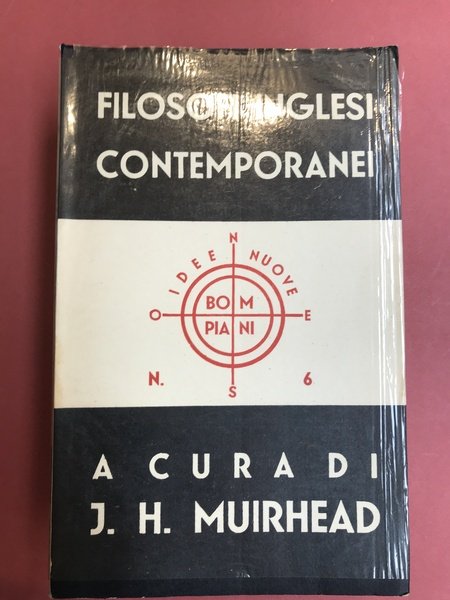 FILOSOFI INGLESI
CONTEMPORANEI
N
IDEE NUOVE
BOM
O E
PIANI
N. 6
S
A CURA DI
J. H. MUIRHEAD